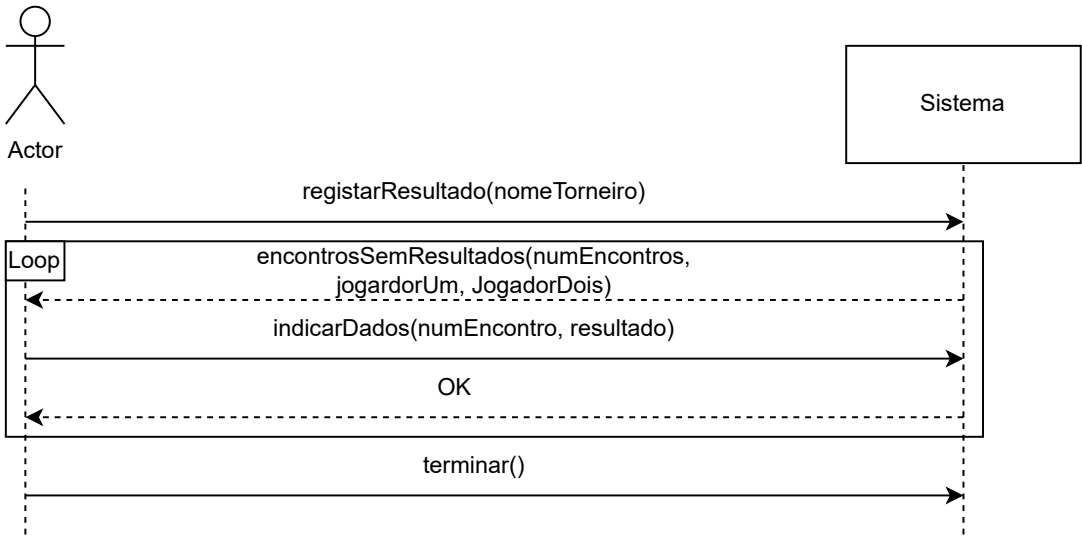 Actor
Sistema
registarResultado(nomeTorneiro)
Loop
encontrosSemResultados(numEncontros,
jogardorUm, JogadorDois)
indicarDados(numEncontro, resultado)
OK
terminar()